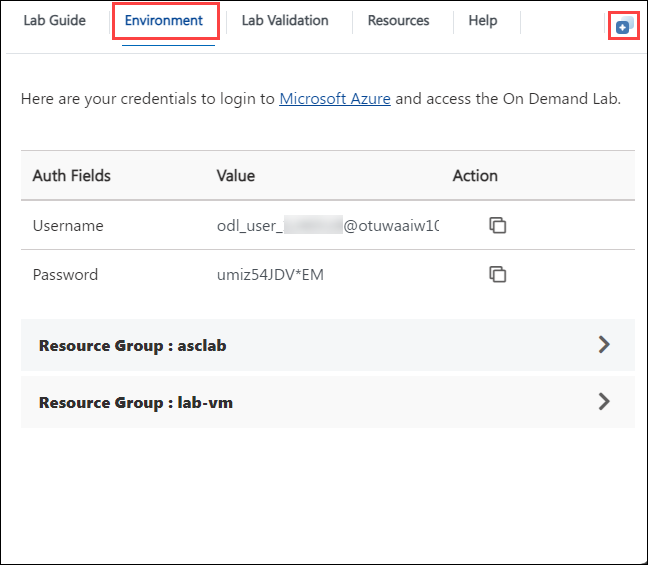 Lab Guide Environment Lab Validation Resources Help
Here are your credentials to login to Microsoft Azure and access the On Demand Lab.
Auth Fields Value Action
Username odl_user_ @otuwaaiw10
Password umiz54JDV*EM
Resource Group : asclab
Resource Group : lab-vm